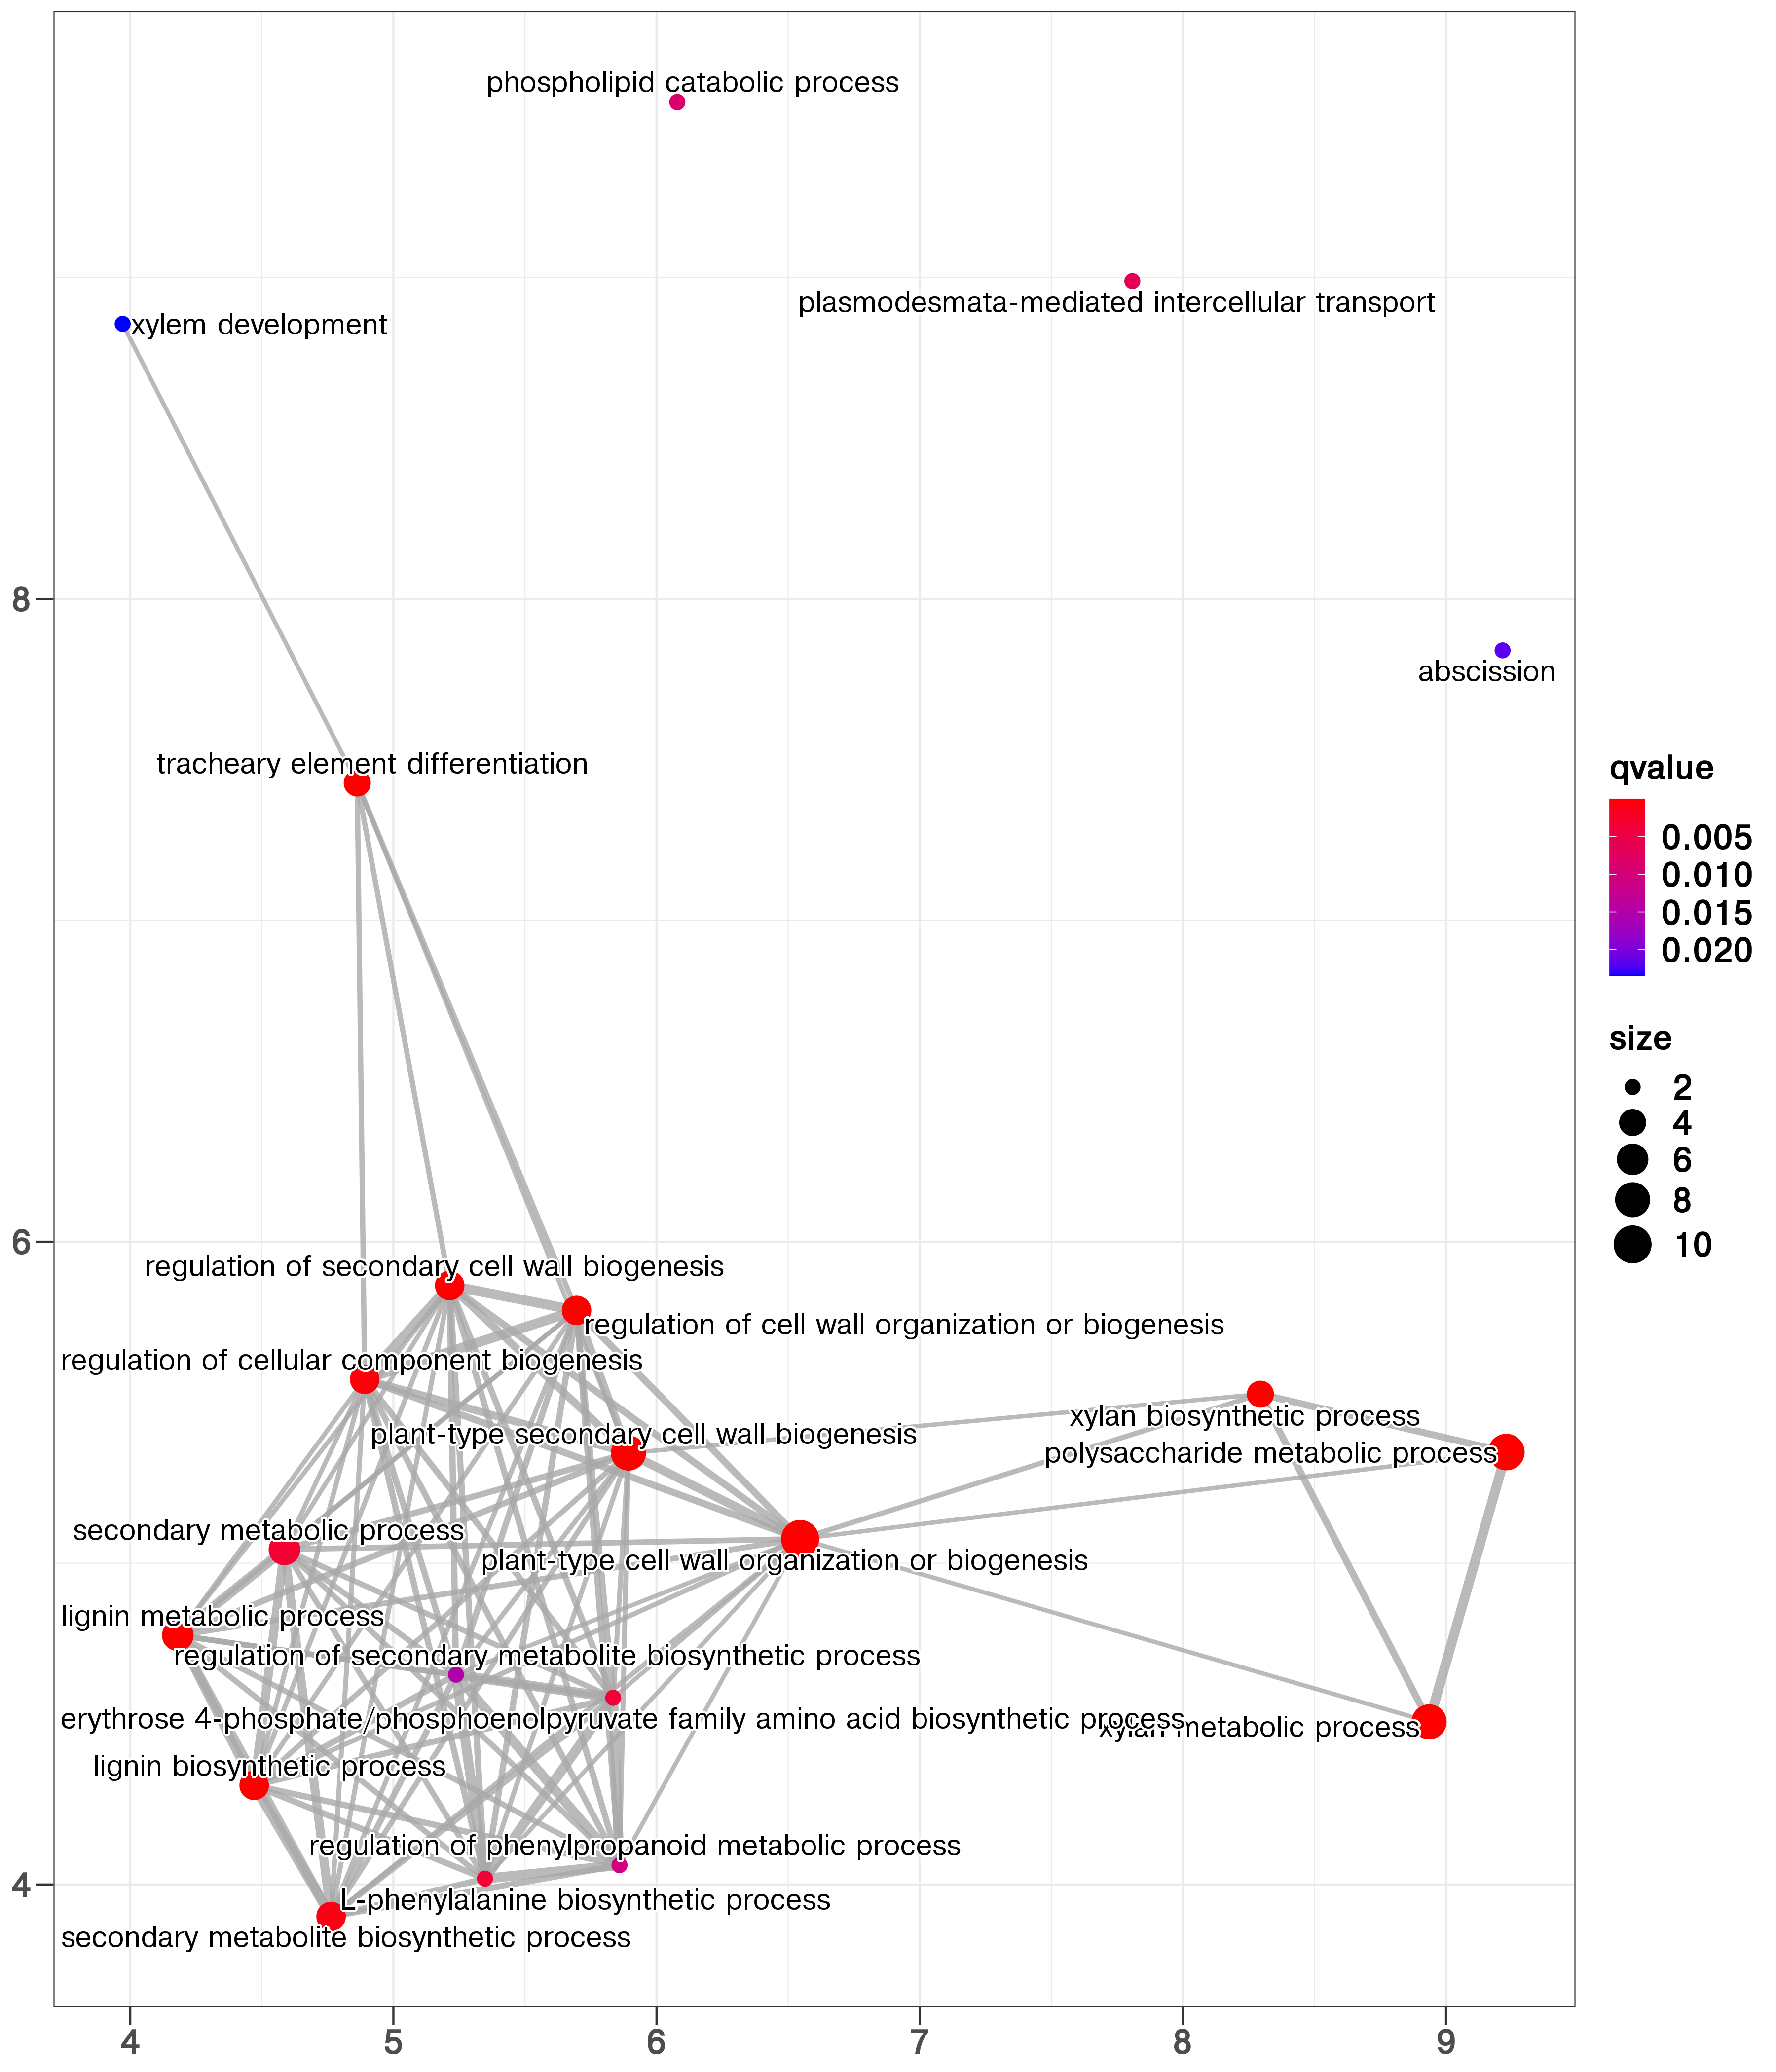 phospholipid catabolic process
plasmodesmata-mediated intercellular transport
xylem development
8
abscission
tracheary element differentiation
regulation of secondary cell wall biogenesis
6
regulation of cell wall organization or biogenesis
regulation of cellular component biogenesis
xylan biosynthetic process
plant-type secondary cell wall biogenesis
polysaccharide metabolic process
secondary metabolic process
plant-type cell wall organization or biogenesis
lignin metabolic process
regulation of secondary metabolite biosynthetic process
erythrose 4-phosphate/phosphoenolpyruvate family amino acid biosynthetic process
xylan metabolic process
lignin biosynthetic process
regulation of phenylpropanoid metabolic process
4
L-phenylalanine biosynthetic process
secondary metabolite biosynthetic process
4 5 6 7 8 9
qvalue
0.005
0.010
0.015
0.020
size
2
4
6
8
10